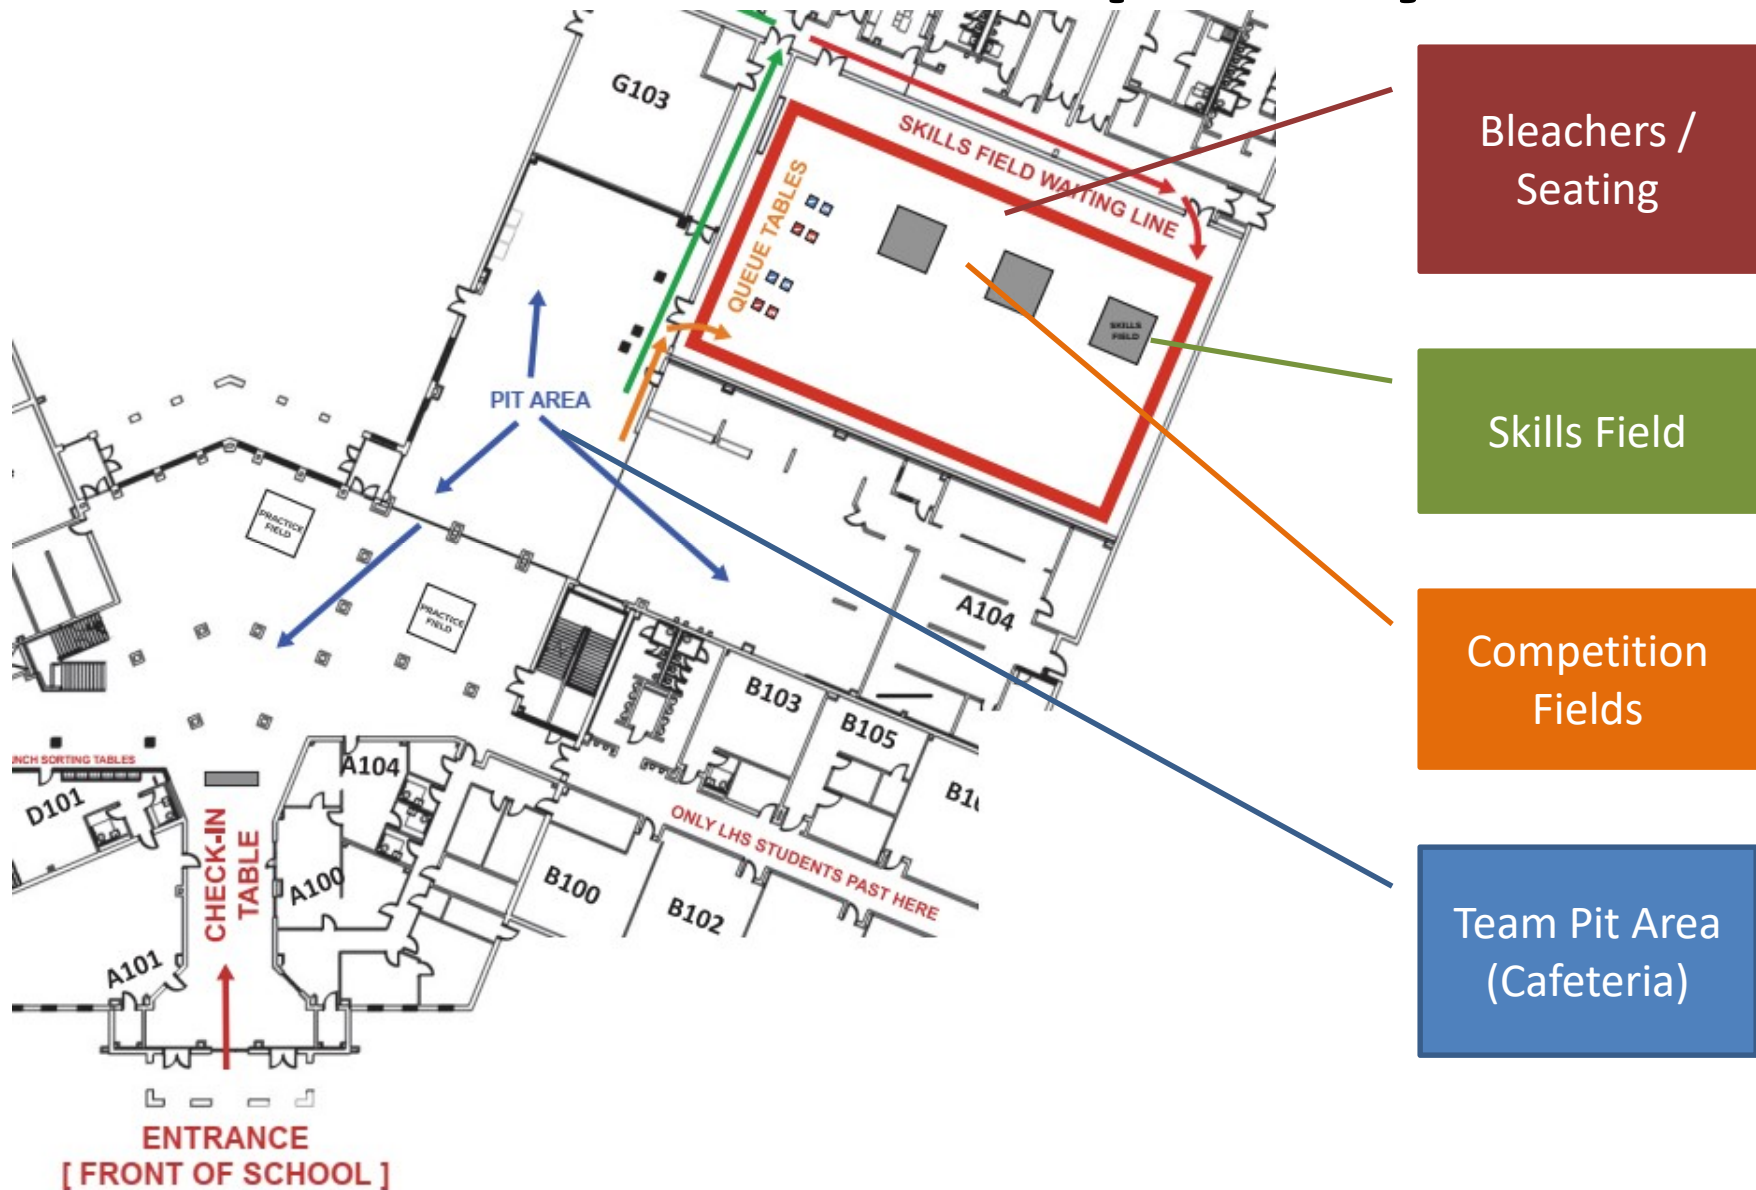 G103
SKILLS FIELD WAITING LINE
QUEUE TABLES
SKILLS
FIELD
PIT AREA
PRACTICE
FIELD
PRACTICE
FIELD
A104
B103
B105
SORTING TABLES
A104
D101
CHECK-IN
TABLE
A100
A101
B100
B102
ONLY LHS STUDENTS PAST HERE
ENTRANCE
[ FRONT OF SCHOOL ]
Bleachers /
Seating
Skills Field
Competition
Fields
Team Pit Area
(Cafeteria)